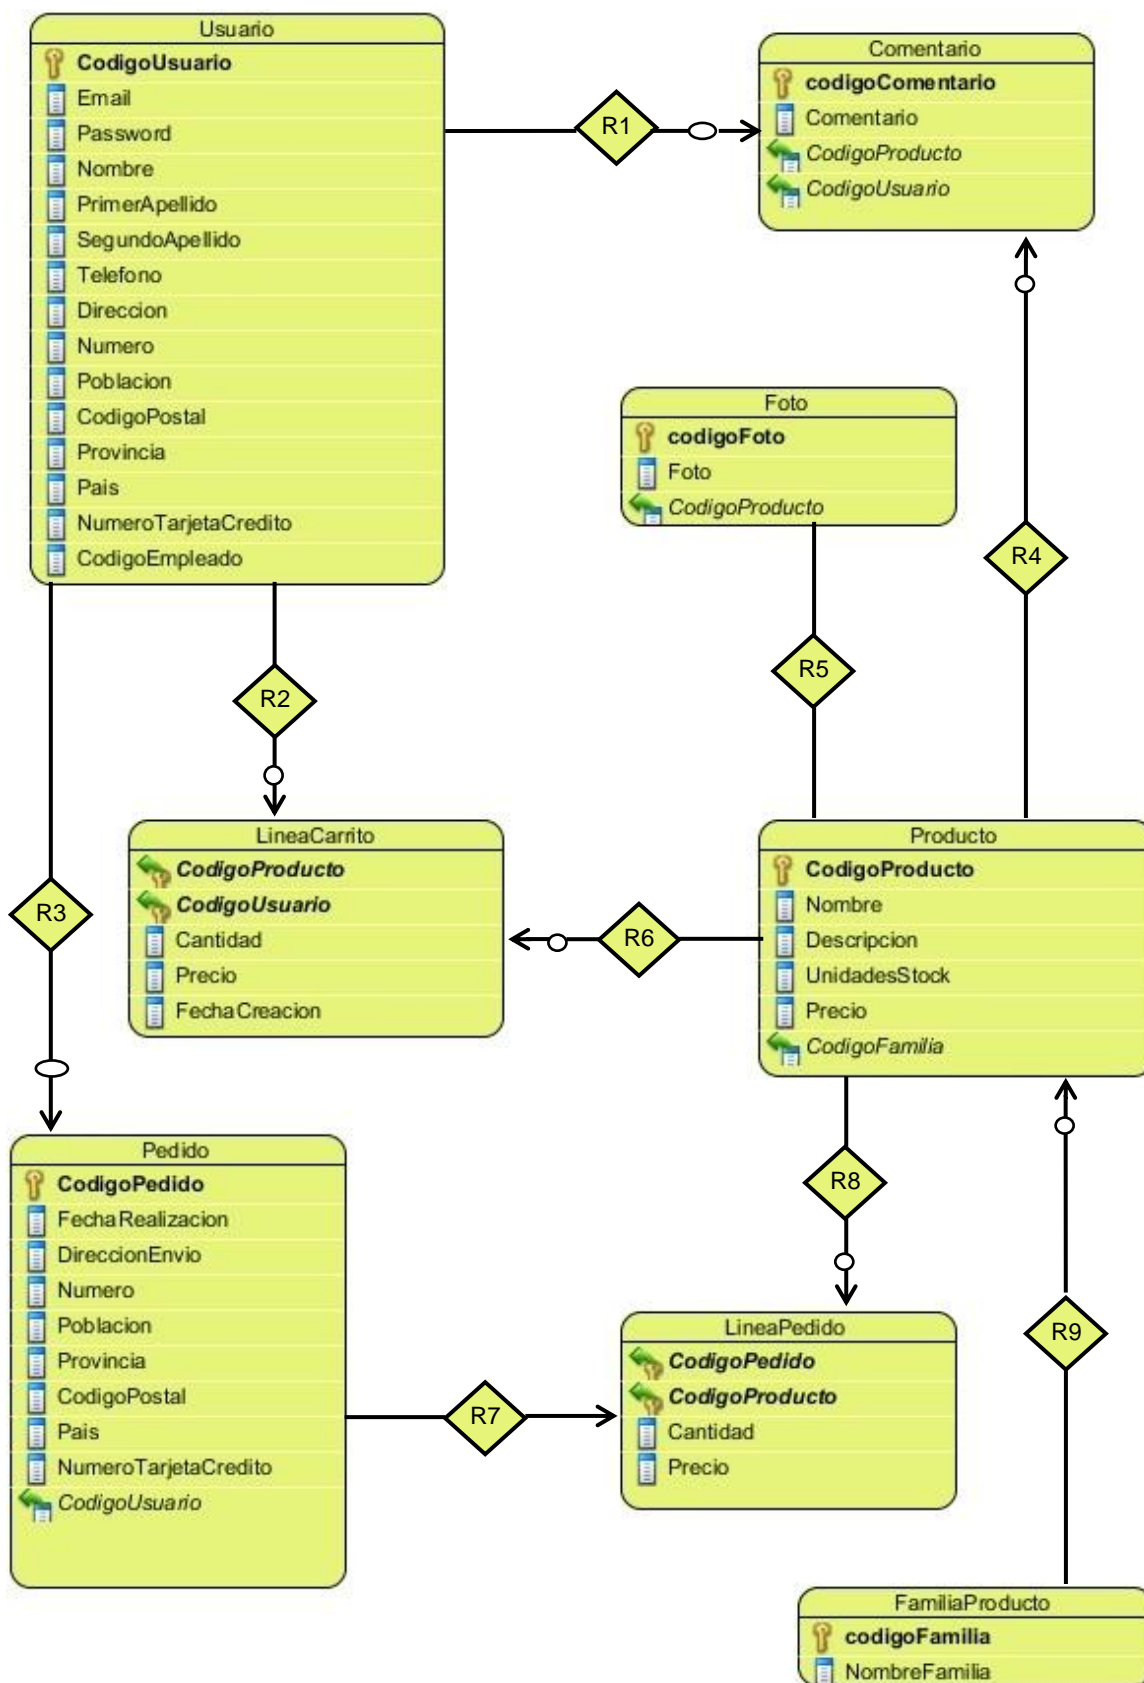 Usuario
CodigoUsuario
Email
Password
Nombre
PrimerApellido
SegundoApellido
Telefono
Direccion
Numero
Poblacion
CodigoPostal
Provincia
Pais
NumeroTarjetaCredito
CodigoEmpleado
R1
Comentario
codigoComentario
Comentario
CodigoProducto
CodigoUsuario
Foto
codigoFoto
Foto
CodigoProducto
R4
R5
R2
R3
LineaCarrito
CodigoProducto
CodigoUsuario
Cantidad
Precio
FechaCreacion
R6
Producto
CodigoProducto
Nombre
Descripcion
UnidadesStock
Precio
CodigoFamilia
Pedido
CodigoPedido
FechaRealizacion
DireccionEnvio
Numero
Poblacion
Provincia
CodigoPostal
Pais
NumeroTarjetaCredito
CodigoUsuario
R8
R9
R7
LineaPedido
CodigoPedido
CodigoProducto
Cantidad
Precio
FamiliaProducto
codigoFamilia
NombreFamilia